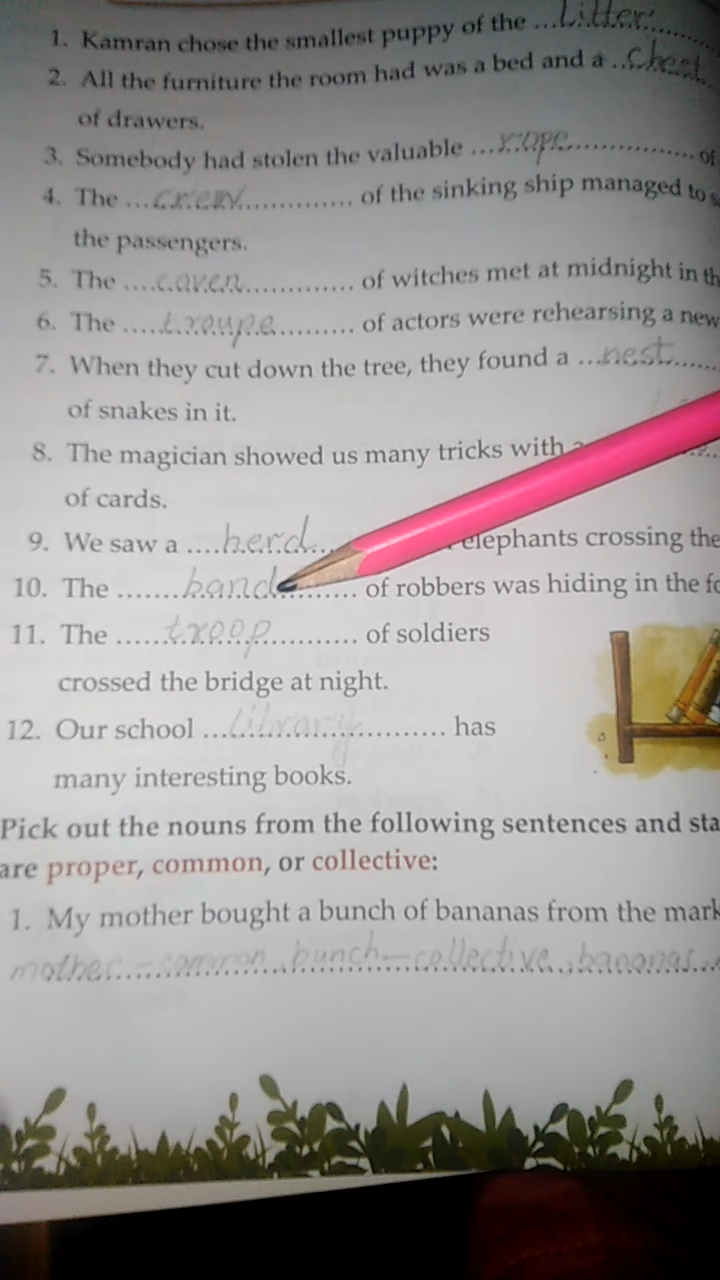 1. Kamran chose the smallest puppy of the ...Litter...
2. All the furniture the room had was a bed and a ...Chest
of drawers.
3. Somebody had stolen the valuable ...rope... of
4. The ...crew... of the sinking ship managed to s
the passengers.
5. The ...caven... of witches met at midnight in th
6. The ...troupe... of actors were rehearsing a new
7. When they cut down the tree, they found a ...nest...
of snakes in it.
8. The magician showed us many tricks with a
of cards.
9. We saw a ...herd... elephants crossing the
10. The ...band... of robbers was hiding in the fo
11. The ...troop... of soldiers
crossed the bridge at night.
12. Our school ...library... has
many interesting books.
Pick out the nouns from the following sentences and sta
are proper, common, or collective:
1. My mother bought a bunch of bananas from the mark
mother - common, bunch - collective, bananas